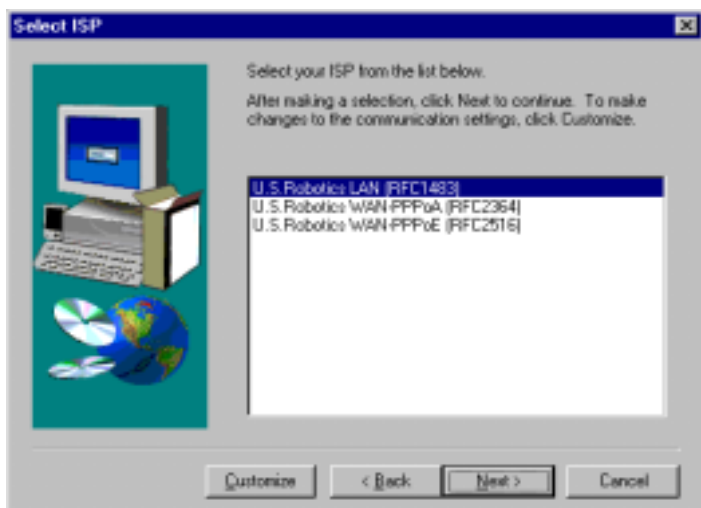 Select ISP
Select your ISP from the list below.
After making a selection, click Next to continue. To make
changes to the communication settings, click Customize.
U.S.Robotics LAN (RFC1483)
U.S.Robotics WAN-PPPoA (RFC2364)
U.S.Robotics WAN-PPPoE (RFC2516)
Customize
< Back
Next >
Cancel